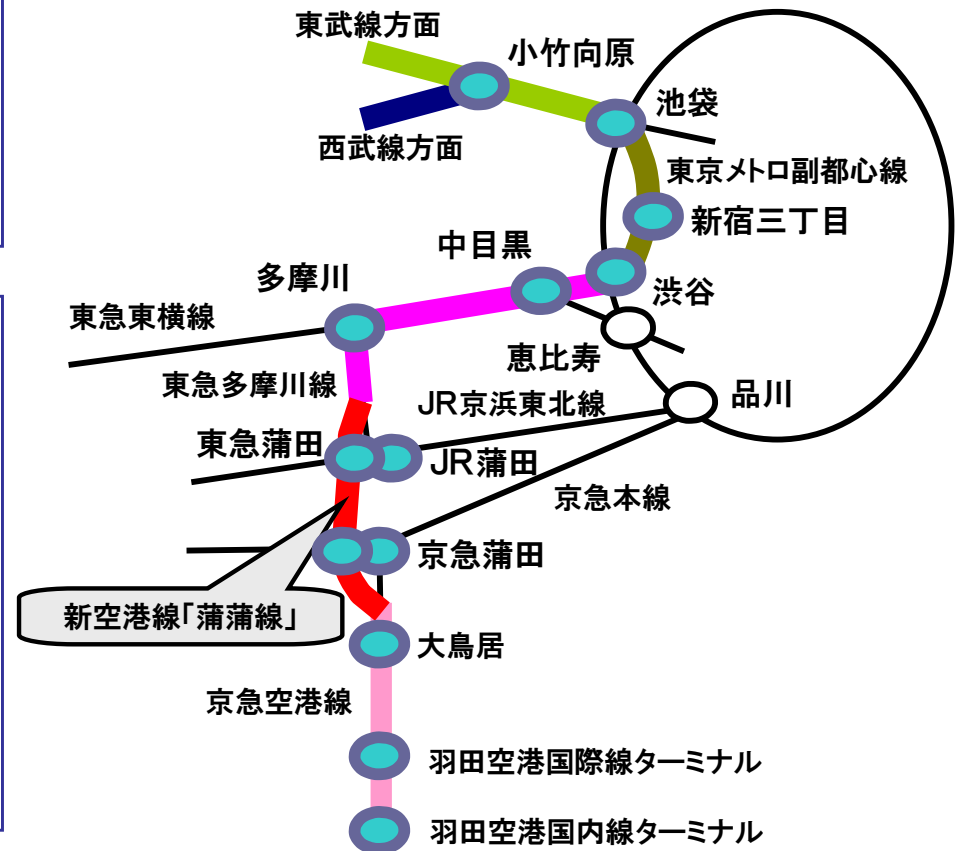 東武線方面
小竹向原
池袋
西武線方面
東京メトロ副都心線
新宿三丁目
中目黒
多摩川
渋谷
東急東横線
恵比寿
東急多摩川線
JR京浜東北線
品川
東急蒲田
JR蒲田
京急本線
京急蒲田
新空港線「蒲蒲線」
大鳥居
京急空港線
羽田空港国際線ターミナル
羽田空港国内線ターミナル